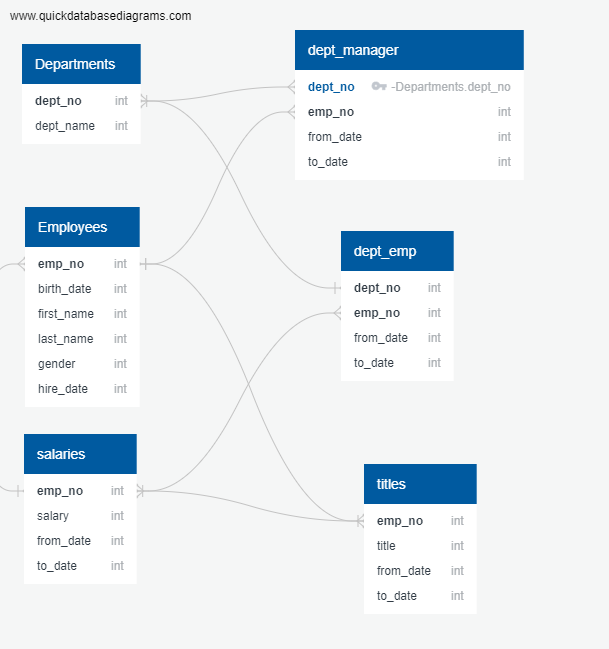 www.quickdatabasediagrams.com
Departments
dept_no int
dept_name int
dept_manager
dept_no -Departments.dept_no
emp_no int
from_date int
to_date int
Employees
emp_no int
birth_date int
first_name int
last_name int
gender int
hire_date int
dept_emp
dept_no int
emp_no int
from_date int
to_date int
salaries
emp_no int
salary int
from_date int
to_date int
titles
emp_no int
title int
from_date int
to_date int